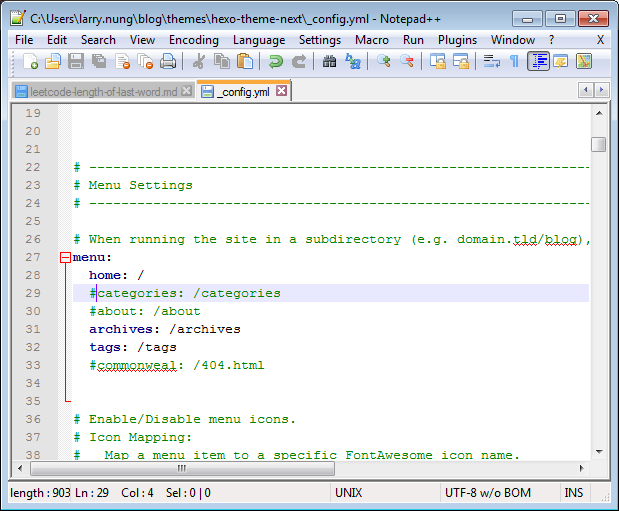 C:\Users\larry.nung\blog\themes\hexo-theme-next\_config.yml - Notepad++
File Edit Search View Encoding Language Settings Macro Run Plugins Window ? X
leetcode-length-of-last-word.md _config.yml
19
20
21
22 # ---------------------------------------------------------------
23 # Menu Settings
24 # ---------------------------------------------------------------
25
26 # When running the site in a subdirectory (e.g. domain.tld/blog),
27 menu:
28 home: /
29 #categories: /categories
30 #about: /about
31 archives: /archives
32 tags: /tags
33 #commonweal: /404.html
34
35
36 # Enable/Disable menu icons.
37 # Icon Mapping:
38 # Map a menu item to a specific FontAwesome icon name.
length : 903 Ln : 29 Col : 4 Sel : 0 | 0 UNIX UTF-8 w/o BOM INS